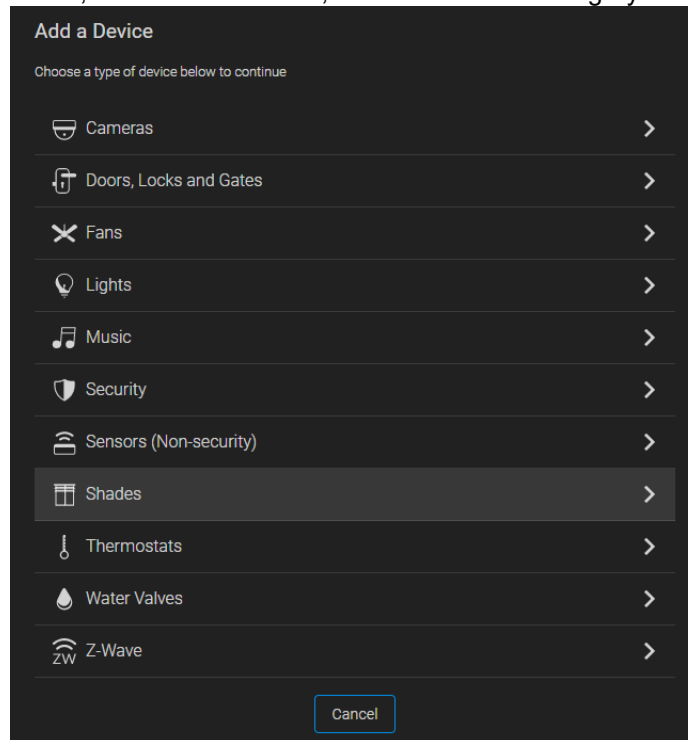 Add a Device
Choose a type of device below to continue
Cameras
Doors, Locks and Gates
Fans
Lights
Music
Security
Sensors (Non-security)
Shades
Thermostats
Water Valves
ZW Z-Wave
Cancel